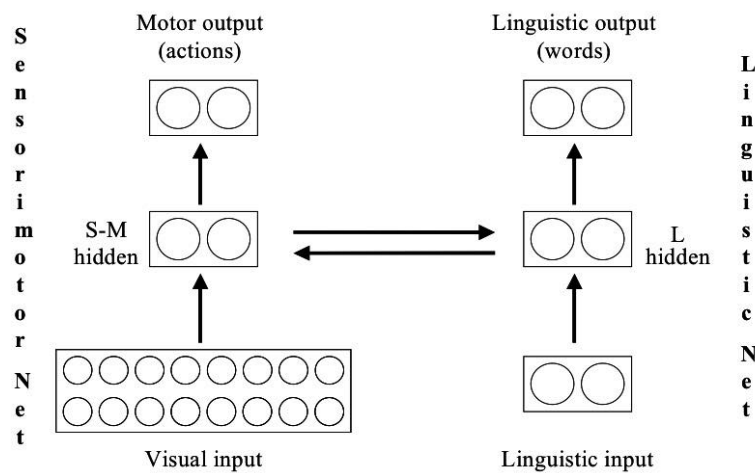 Sensorimotor Net
Motor output
(actions)
Linguistic output
(words)
S-M
hidden
L
hidden
Visual input
Linguistic input
Linguistic Net